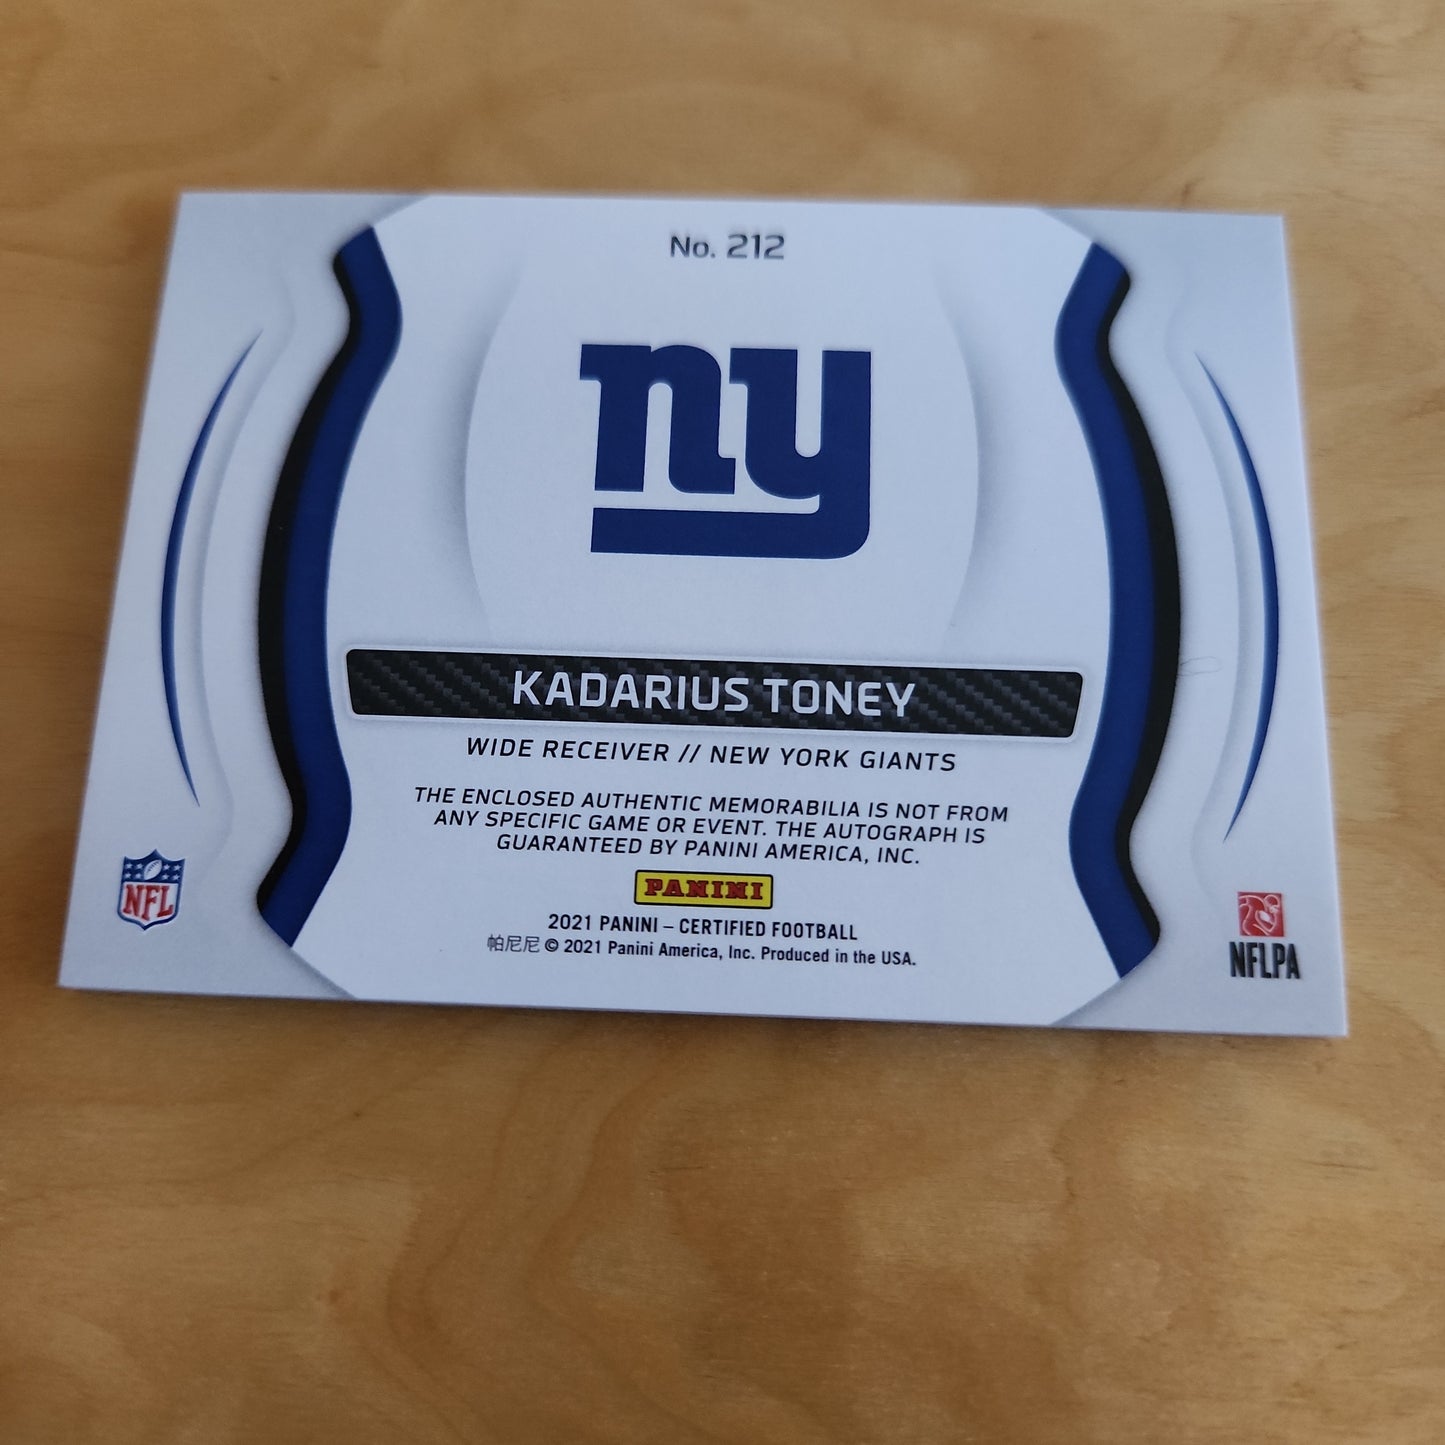 No. 212
ny
KADARIUS TONEY
WIDE RECEIVER // NEW YORK GIANTS
THE ENCLOSED AUTHENTIC MEMORABILIA IS NOT FROM
ANY SPECIFIC GAME OR EVENT. THE AUTOGRAPH IS
GUARANTEED BY PANINI AMERICA, INC.
PANINI
2021 PANINI – CERTIFIED FOOTBALL
帕尼尼 © 2021 Panini America, Inc. Produced in the USA.
NFL
NFLPA